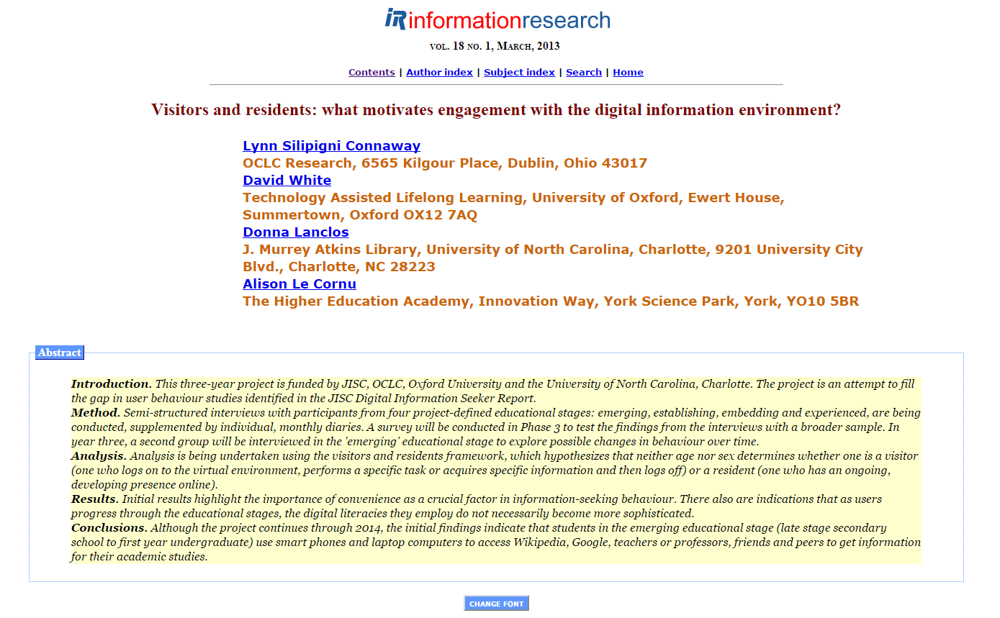 iR informationresearch
VOL. 18 NO. 1, MARCH, 2013
Contents | Author index | Subject index | Search | Home
Visitors and residents: what motivates engagement with the digital information environment?
Lynn Silipigni Connaway
OCLC Research, 6565 Kilgour Place, Dublin, Ohio 43017
David White
Technology Assisted Lifelong Learning, University of Oxford, Ewert House,
Summertown, Oxford OX12 7AQ
Donna Lanclos
J. Murrey Atkins Library, University of North Carolina, Charlotte, 9201 University City
Blvd., Charlotte, NC 28223
Alison Le Cornu
The Higher Education Academy, Innovation Way, York Science Park, York, YO10 5BR
Abstract
Introduction. This three-year project is funded by JISC, OCLC, Oxford University and the University of North Carolina, Charlotte. The project is an attempt to fill
the gap in user behaviour studies identified in the JISC Digital Information Seeker Report.
Method. Semi-structured interviews with participants from four project-defined educational stages: emerging, establishing, embedding and experienced, are being
conducted, supplemented by individual, monthly diaries. A survey will be conducted in Phase 3 to test the findings from the interviews with a broader sample. In
year three, a second group will be interviewed in the 'emerging' educational stage to explore possible changes in behaviour over time.
Analysis. Analysis is being undertaken using the visitors and residents framework, which hypothesizes that neither age nor sex determines whether one is a visitor
(one who logs on to the virtual environment, performs a specific task or acquires specific information and then logs off) or a resident (one who has an ongoing,
developing presence online).
Results. Initial results highlight the importance of convenience as a crucial factor in information-seeking behaviour. There also are indications that as users
progress through the educational stages, the digital literacies they employ do not necessarily become more sophisticated.
Conclusions. Although the project continues through 2014, the initial findings indicate that students in the emerging educational stage (late stage secondary
school to first year undergraduate) use smart phones and laptop computers to access Wikipedia, Google, teachers or professors, friends and peers to get information
for their academic studies.
CHANGE FONT